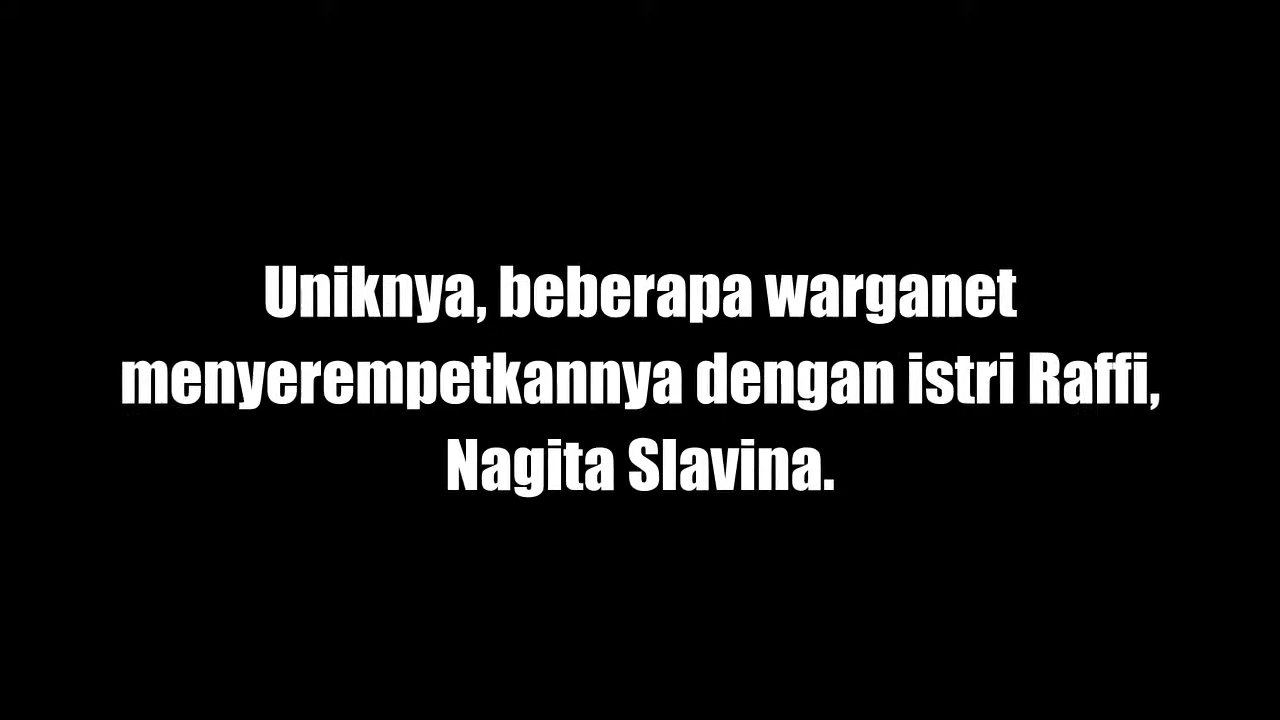 Uniknya, beberapa warganet
menyerempetkannya dengan istri Raffi,
Nagita Slavina.